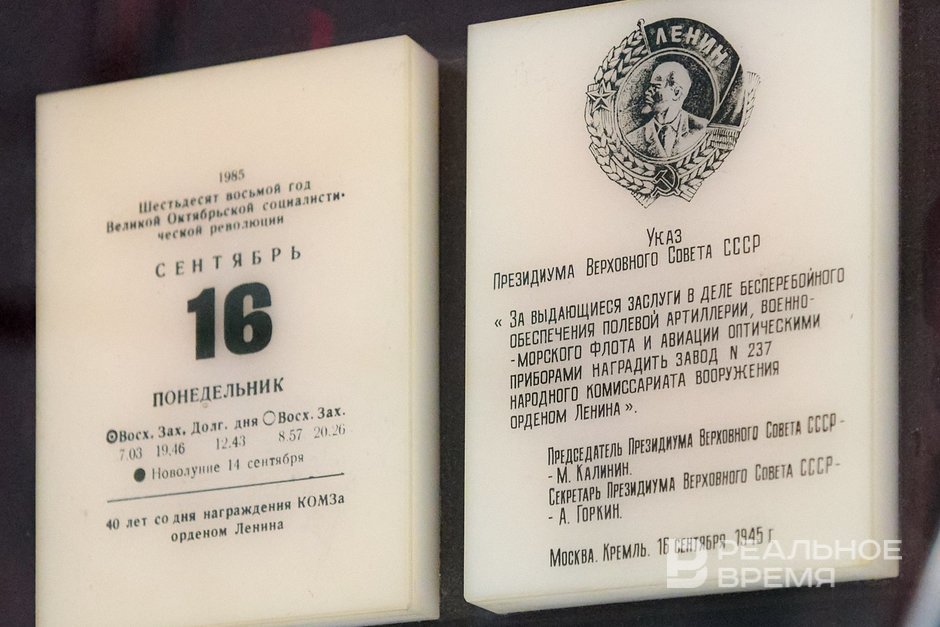 1985
Шестьдесят восьмой год
Великой Октябрьской социалисти-
ческой революции
СЕНТЯБРЬ
16
ПОНЕДЕЛЬНИК
Восх. Зах. Долг. дня Восх. Зах.
7.03 19.46 12.43 8.57 20.26
Новолуние 14 сентября
40 лет со дня награждения КОМЗа
орденом Ленина
ЛЕНИН
УКАЗ
ПРЕЗИДИУМА ВЕРХОВНОГО СОВЕТА СССР
« ЗА ВЫДАЮЩИЕСЯ ЗАСЛУГИ В ДЕЛЕ БЕСПЕРЕБОЙНОГО
ОБЕСПЕЧЕНИЯ ПОЛЕВОЙ АРТИЛЛЕРИИ, ВОЕННО-
-МОРСКОГО ФЛОТА И АВИАЦИИ ОПТИЧЕСКИМИ
ПРИБОРАМИ НАГРАДИТЬ ЗАВОД N 237
НАРОДНОГО КОМИССАРИАТА ВООРУЖЕНИЯ
ОРДЕНОМ ЛЕНИНА».
ПРЕДСЕДАТЕЛЬ ПРЕЗИДИУМА ВЕРХОВНОГО СОВЕТА СССР -
- М. КАЛИНИН.
СЕКРЕТАРЬ ПРЕЗИДИУМА ВЕРХОВНОГО СОВЕТА СССР-
- А. ГОРКИН.
МОСКВА. КРЕМЛЬ. 16 СЕНТЯБРЯ 1945 г.
РЕАЛЬНОЕ
ВРЕМЯ